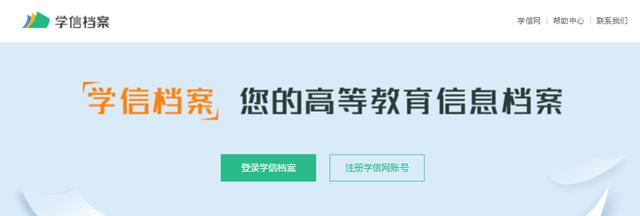 学信档案 学信网 | 帮助中心 | 联系我们
学信档案 您的高等教育信息档案
登录学信档案 注册学信网账号